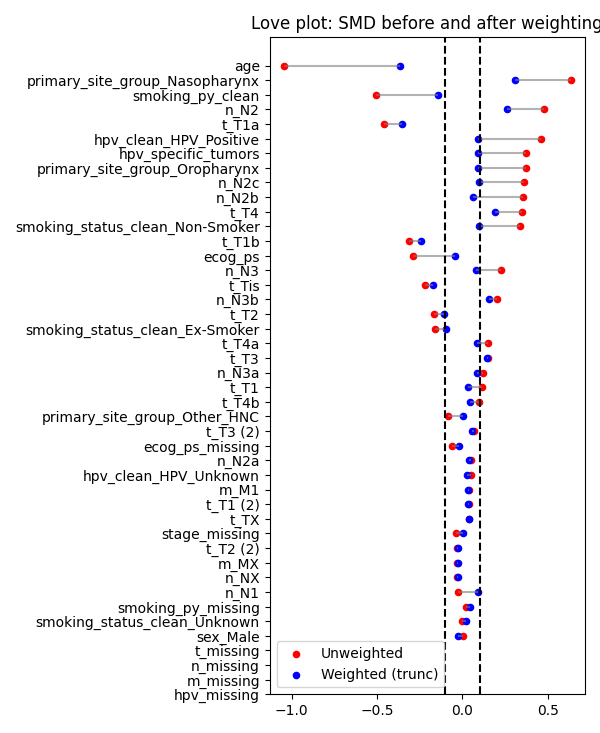 Love plot: SMD before and after weighting
age
primary_site_group_Nasopharynx
smoking_py_clean
n_N2
t_T1a
hpv_clean_HPV_Positive
hpv_specific_tumors
primary_site_group_Oropharynx
n_N2c
n_N2b
t_T4
smoking_status_clean_Non-Smoker
t_T1b
ecog_ps
n_N3
t_Tis
n_N3b
t_T2
smoking_status_clean_Ex-Smoker
t_T4a
t_T3
n_N3a
t_T1
t_T4b
primary_site_group_Other_HNC
t_T3 (2)
ecog_ps_missing
n_N2a
hpv_clean_HPV_Unknown
m_M1
t_T1 (2)
t_TX
stage_missing
t_T2 (2)
m_MX
n_NX
n_N1
smoking_py_missing
smoking_status_clean_Unknown
sex_Male
t_missing
n_missing
m_missing
hpv_missing
Unweighted
Weighted (trunc)
−1.0 −0.5 0.0 0.5